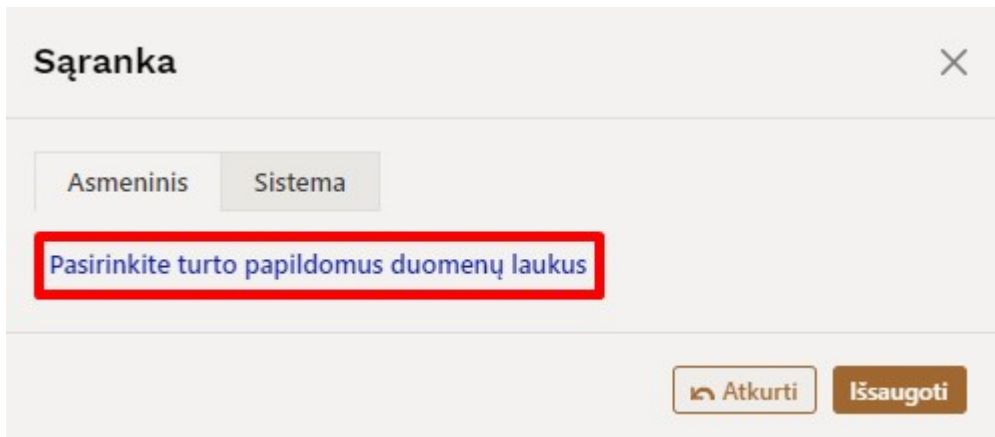 Sąranka
Asmeninis
Sistema
Pasirinkite turto papildomus duomenų laukus
Atkurti
Išsaugoti